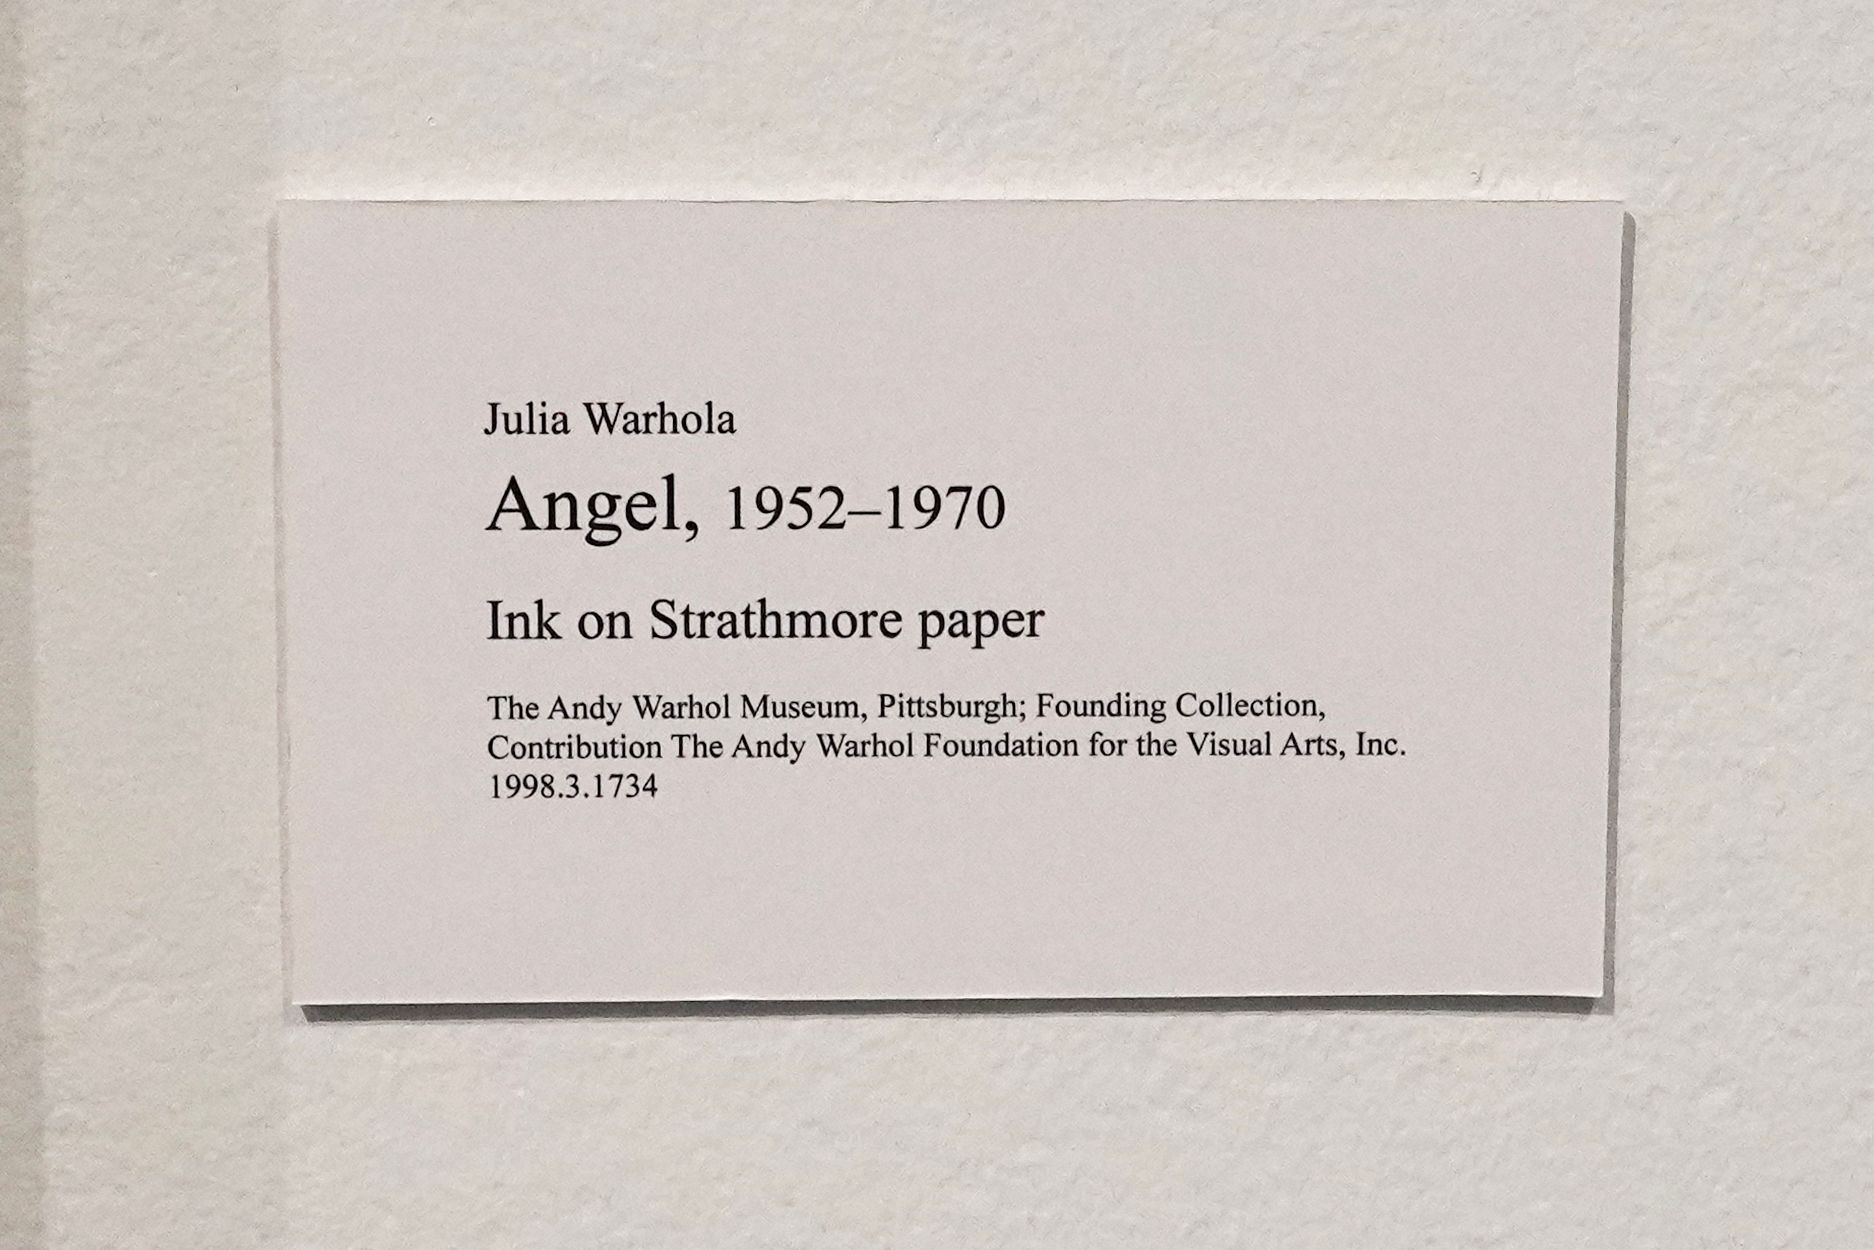 Julia Warhola
Angel, 1952–1970
Ink on Strathmore paper
The Andy Warhol Museum, Pittsburgh; Founding Collection,
Contribution The Andy Warhol Foundation for the Visual Arts, Inc.
1998.3.1734